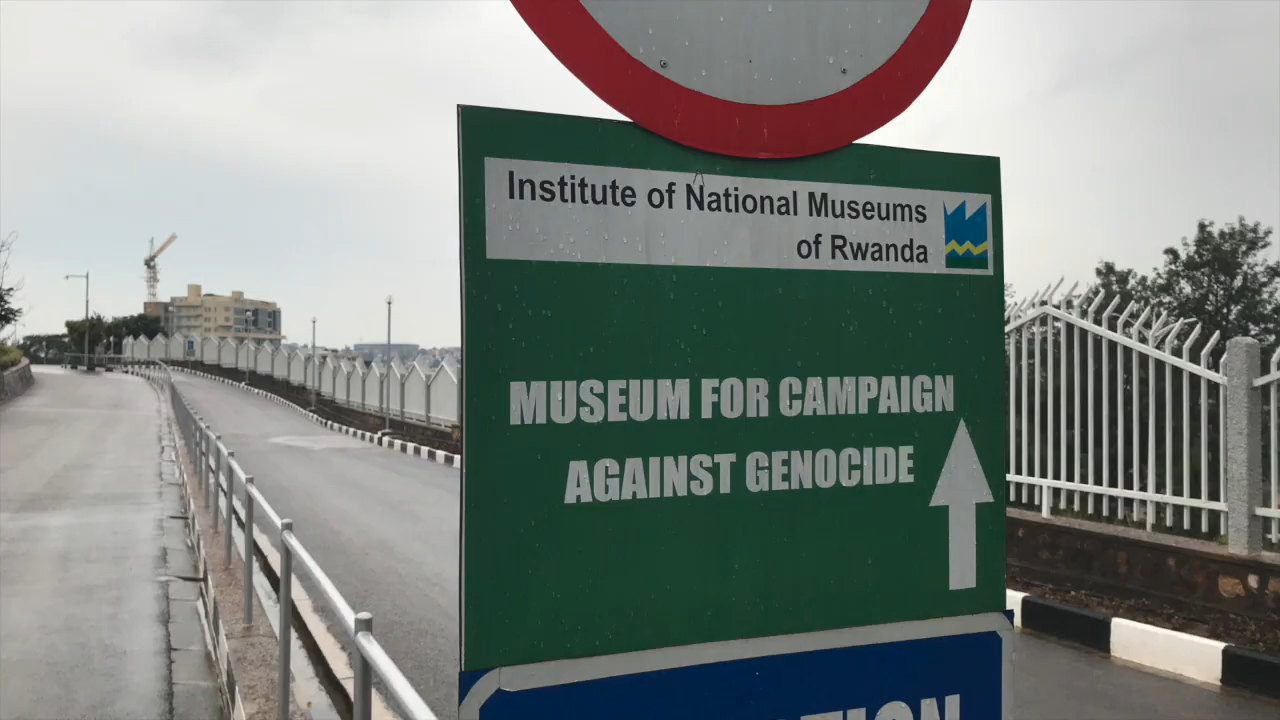 Institute of National Museums
of Rwanda
MUSEUM FOR CAMPAIGN
AGAINST GENOCIDE